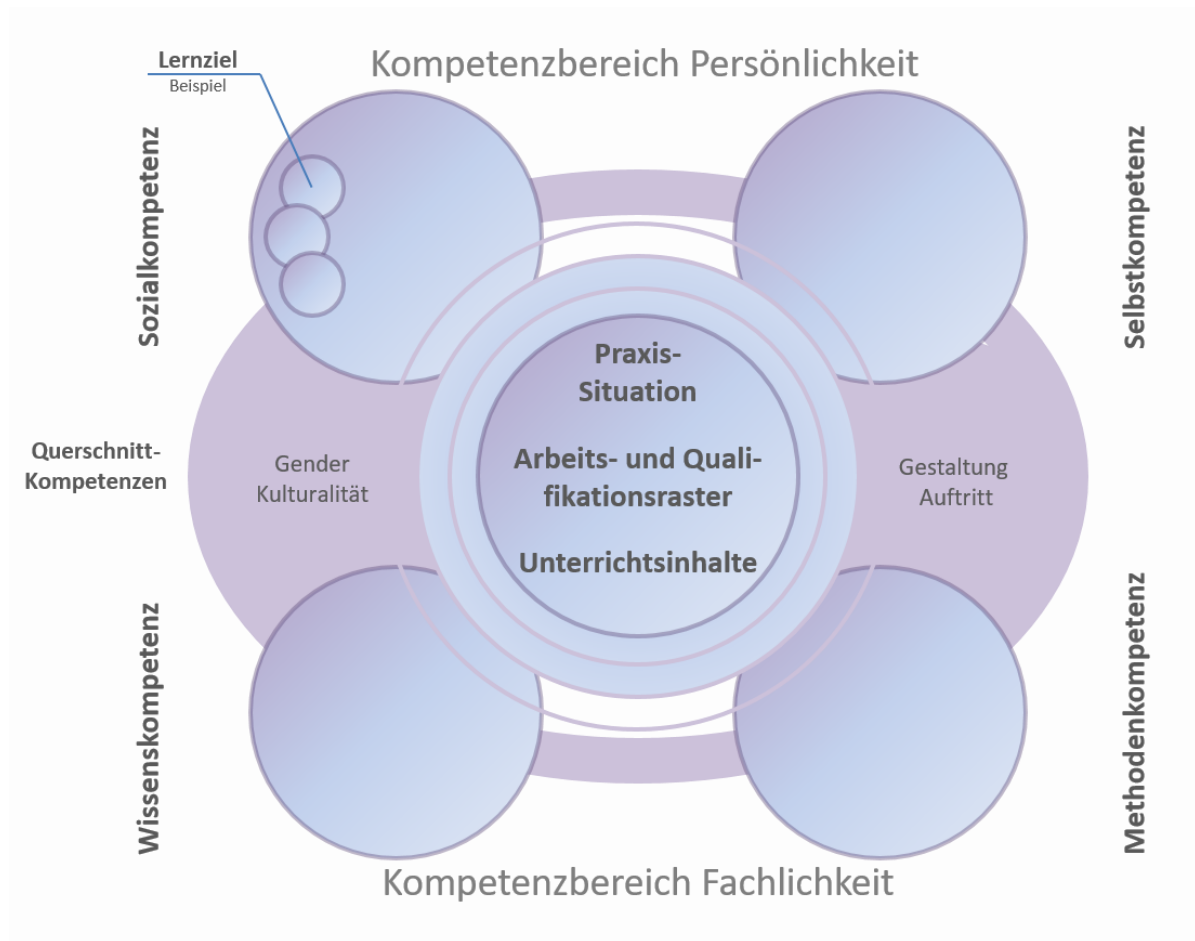 Lernziel
Beispiel
Kompetenzbereich Persönlichkeit
Sozialkompetenz
Selbstkompetenz
Praxis-
Situation
Arbeits- und Quali-
fikationsraster
Unterrichtsinhalte
Querschnitt-
Kompetenzen
Gender
Kulturalität
Gestaltung
Auftritt
Wissenskompetenz
Methodenkompetenz
Kompetenzbereich Fachlichkeit